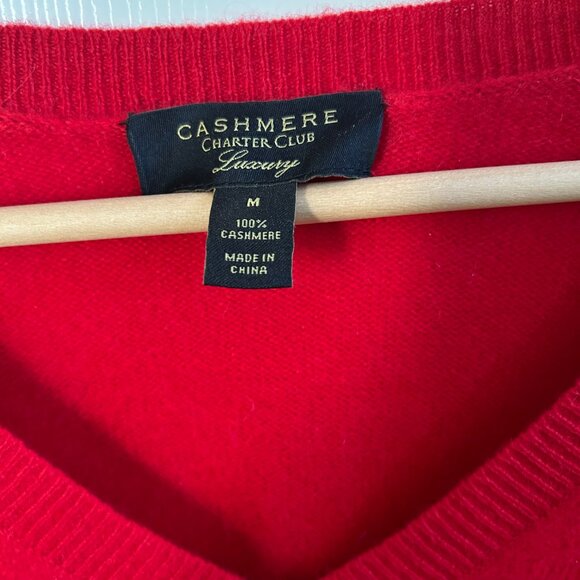 CASHMERE
CHARTER CLUB
Luxury
M
100%
CASHMERE
MADE IN
CHINA